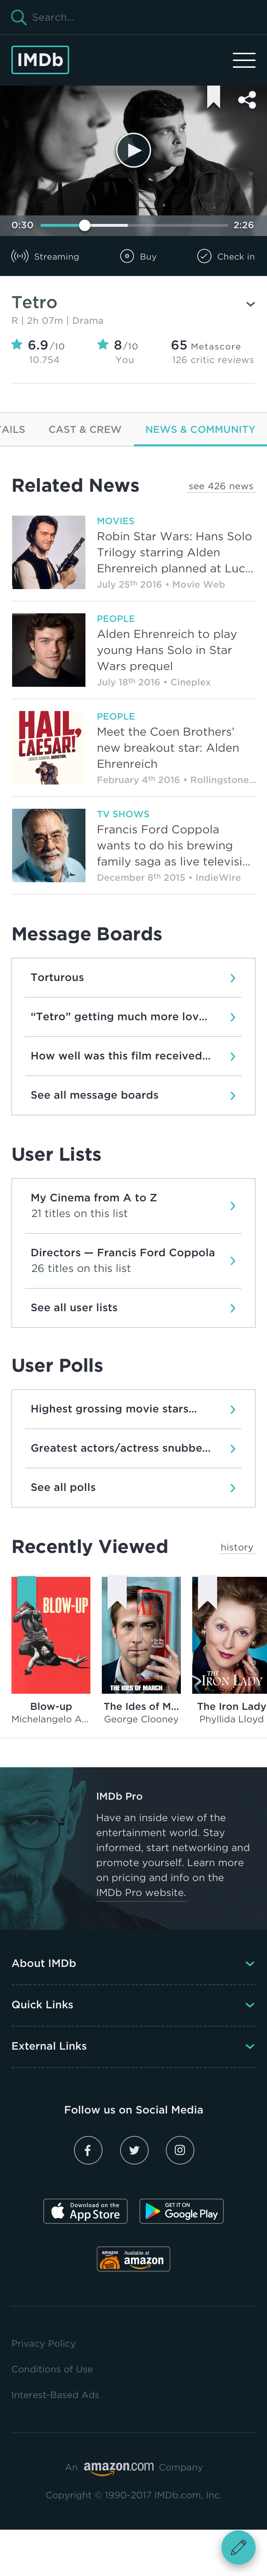 Search...
IMDb
0:30
2:26
Streaming
Buy
Check in
Tetro
R | 2h 07m | Drama
6.9/10
8/10
65 Metascore
10.754
You
126 critic reviews
AILS
CAST & CREW
NEWS & COMMUNITY
Related News
see 426 news
MOVIES
Robin Star Wars: Hans Solo
Trilogy starring Alden
Ehrenreich planned at Luc...
July 25th 2016 • Movie Web
PEOPLE
Alden Ehrenreich to play
young Hans Solo in Star
Wars prequel
July 18th 2016 • Cineplex
HAIL,
CAESAR!
PEOPLE
Meet the Coen Brothers'
new breakout star: Alden
Ehrenreich
February 4th 2016 • Rollingstone...
TV SHOWS
Francis Ford Coppola
wants to do his brewing
family saga as live televisi...
December 8th 2015 • IndieWire
Message Boards
Torturous
“Tetro” getting much more lov...
How well was this film received...
See all message boards
User Lists
My Cinema from A to Z
21 titles on this list
Directors — Francis Ford Coppola
26 titles on this list
See all user lists
User Polls
Highest grossing movie stars...
Greatest actors/actress snubbe...
See all polls
Recently Viewed
history
BLOW-UP
THE IDES OF MARCH
THE
IRON LADY
Blow-up
The Ides of M...
The Iron Lady
Michelangelo A...
George Clooney
Phyllida Lloyd
IMDb Pro
Have an inside view of the
entertainment world. Stay
informed, start networking and
promote yourself. Learn more
on pricing and info on the
IMDb Pro website.
About IMDb
Quick Links
External Links
Follow us on Social Media
Download on the
App Store
GET IT ON
Google Play
amazon
Available at
amazon
Privacy Policy
Conditions of Use
Interest-Based Ads
An amazon.com Company
Copyright © 1990-2017 IMDb.com, Inc.